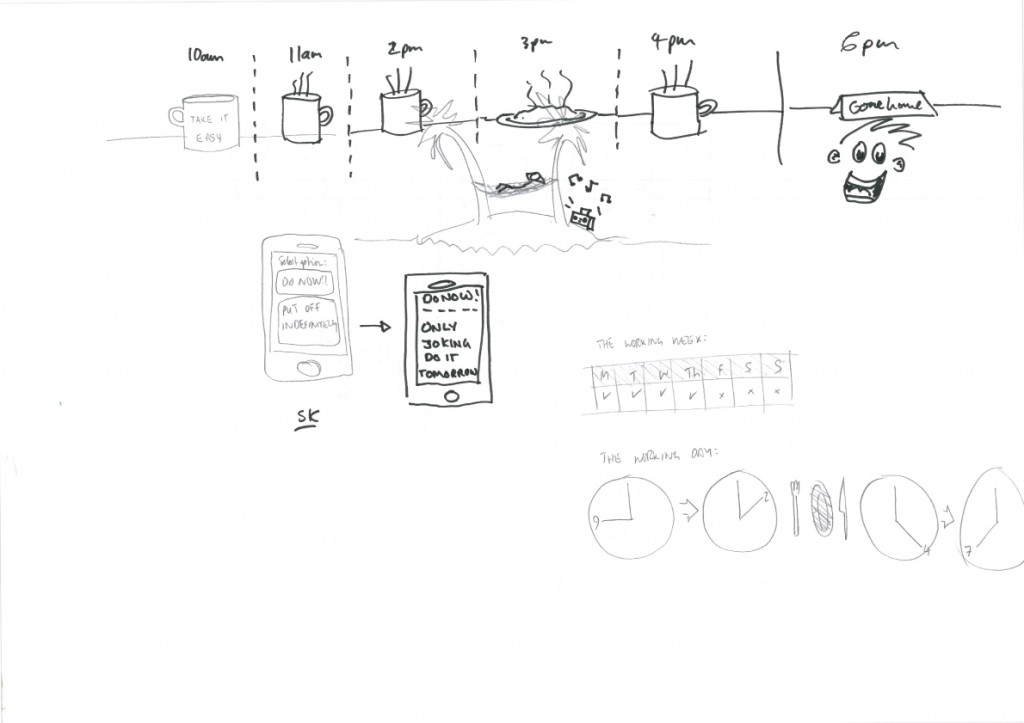 10am
11am
2pm
3pm
4pm
6pm
TAKE IT
EASY
Gone home
Select option:
DO NOW!!
PUT OFF
INDEFINITELY
DO NOW!
ONLY
JOKING
DO IT
TOMORROW
SK
THE WORKING WEEK:
M T W Th F S S
✓ ✓ ✓ ✓ x x x
THE WORKING DAY:
9
2
4
7